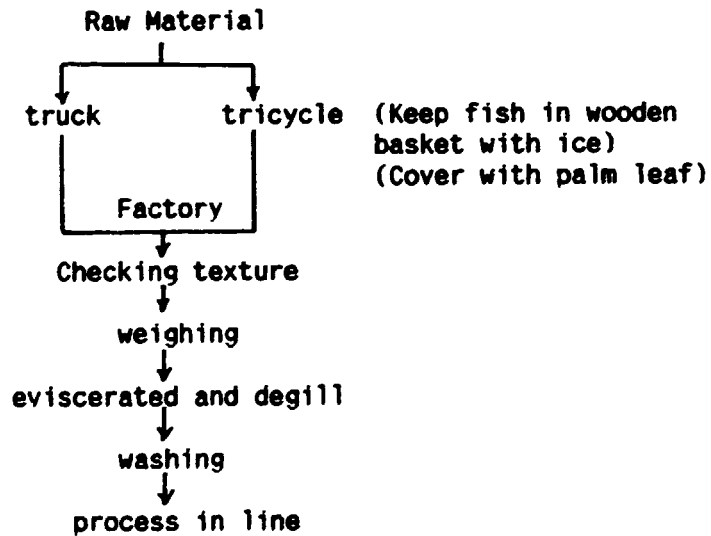 Raw Material
truck tricycle (Keep fish in wooden
basket with ice)
(Cover with palm leaf)
Factory
Checking texture
weighing
eviscerated and degill
washing
process in line